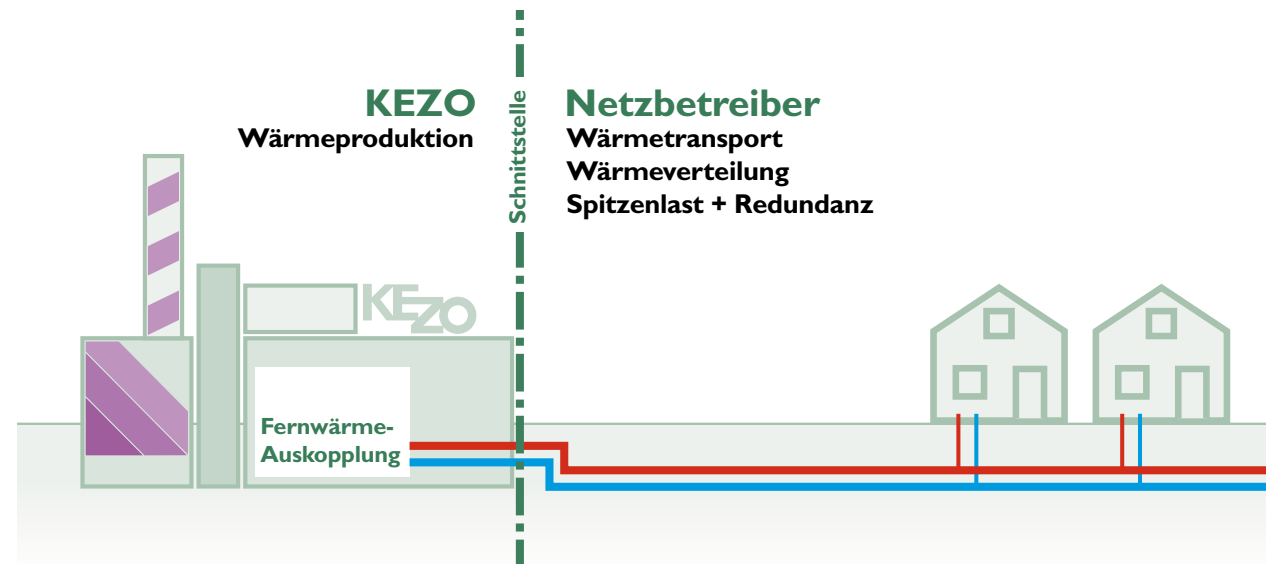 KEZO
Wärmeproduktion
Schnittstelle
Netzbetreiber
Wärmetransport
Wärmeverteilung
Spitzenlast + Redundanz
KEZO
Fernwärme-
Auskopplung